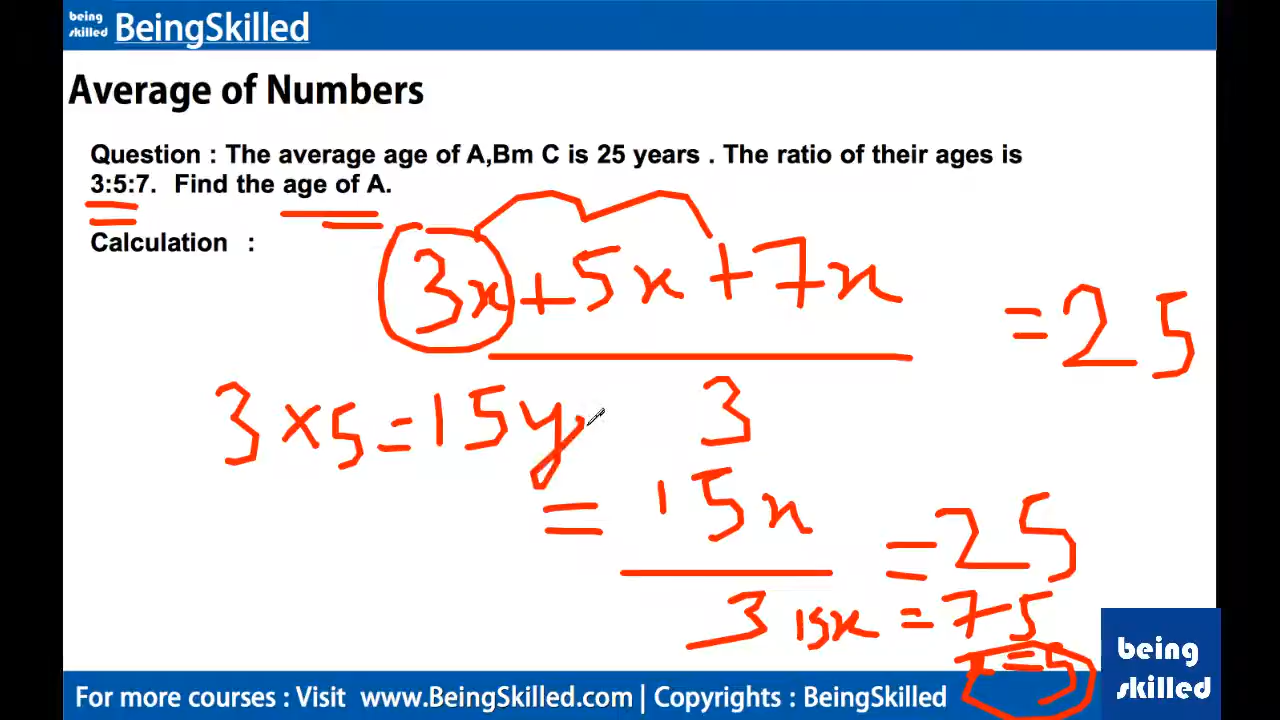 being
skilled
BeingSkilled
Average of Numbers
Question : The average age of A,Bm C is 25 years . The ratio of their ages is
3:5:7. Find the age of A.
Calculation :
3x+5x+7x
= 25
3
3×5=15y
= 15x
= 25
3
15x = 75
x=5
being
skilled
For more courses : Visit www.BeingSkilled.com | Copyrights : BeingSkilled